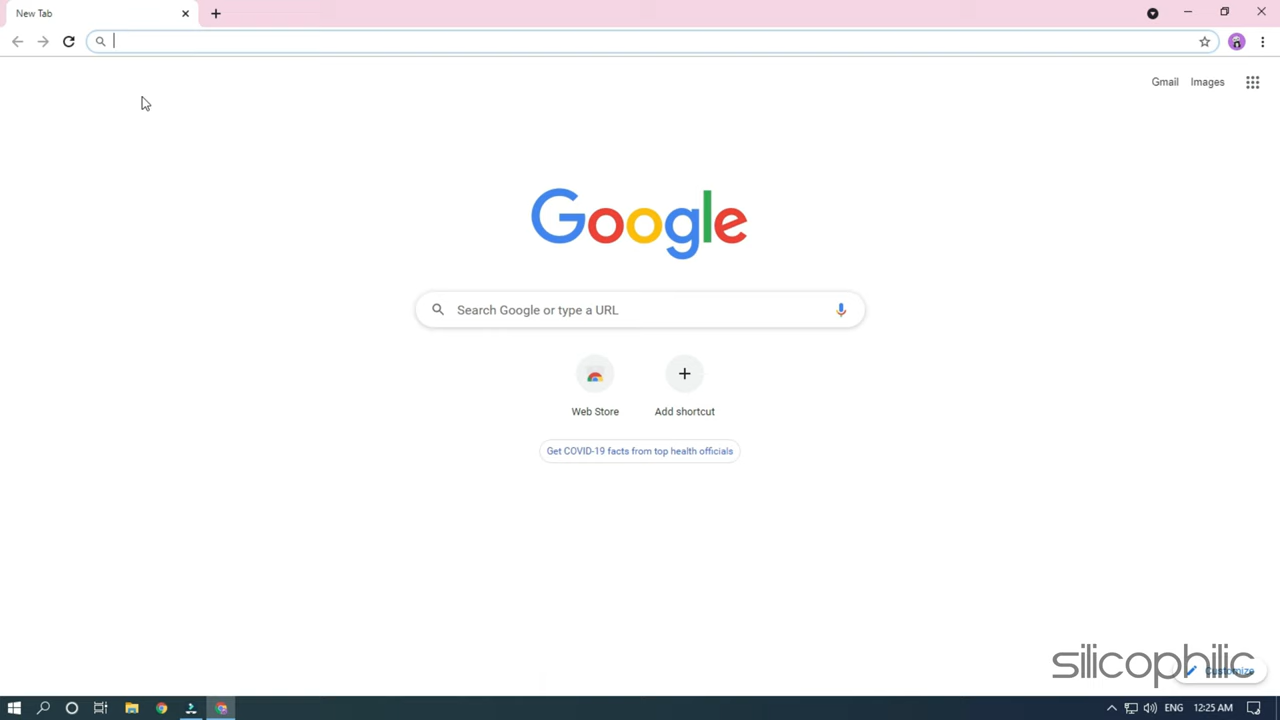 New Tab
Gmail Images
Google
Search Google or type a URL
Web Store Add shortcut
Get COVID-19 facts from top health officials
silicophilic
Customize
ENG 12:25 AM